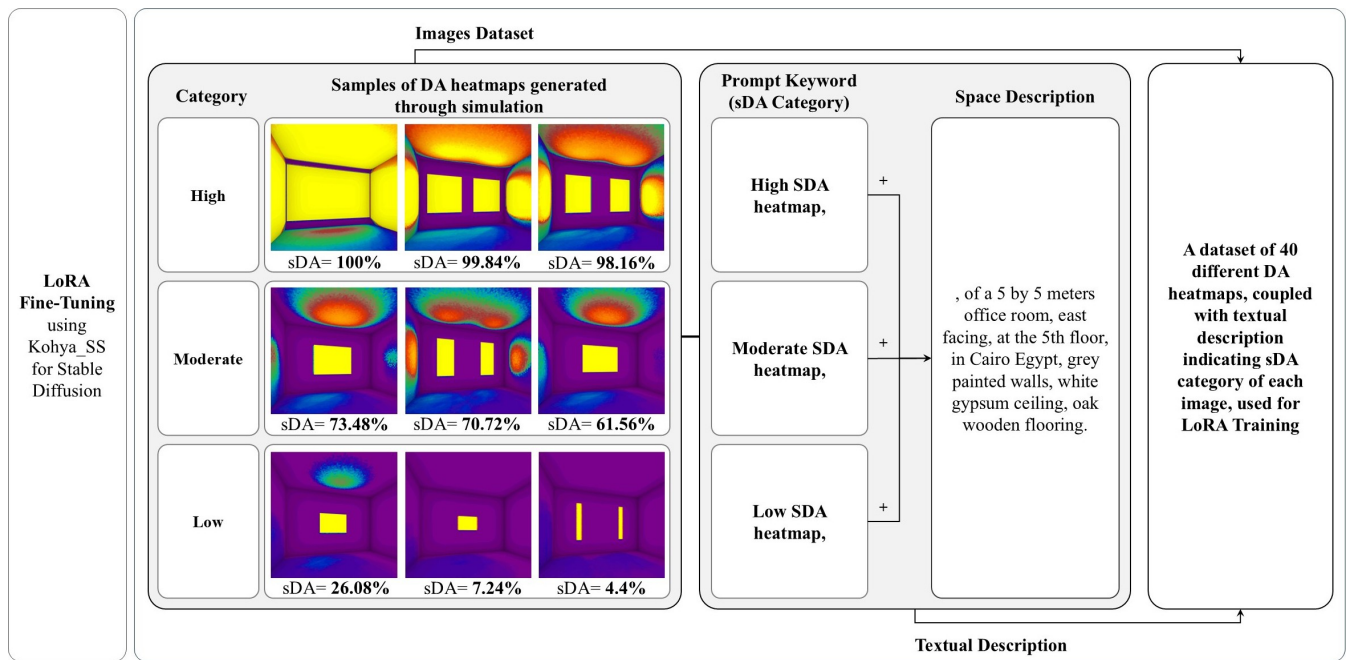 LoRA
Fine-Tuning
using
Kohya_SS
for Stable
Diffusion
Images Dataset
Category
Samples of DA heatmaps generated
through simulation
High
sDA= 100%
sDA= 99.84%
sDA= 98.16%
Moderate
sDA= 73.48%
sDA= 70.72%
sDA= 61.56%
Low
sDA= 26.08%
sDA= 7.24%
sDA= 4.4%
Prompt Keyword
(sDA Category)
Space Description
High SDA
heatmap,
+
Moderate SDA
heatmap,
+
Low SDA
heatmap,
+
, of a 5 by 5 meters
office room, east
facing, at the 5th floor,
in Cairo Egypt, grey
painted walls, white
gypsum ceiling, oak
wooden flooring.
A dataset of 40
different DA
heatmaps, coupled
with textual
description
indicating sDA
category of each
image, used for
LoRA Training
Textual Description